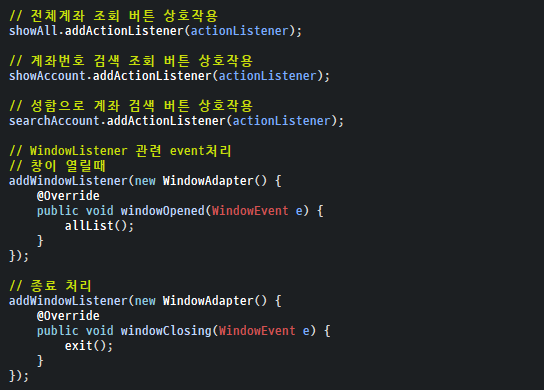 // 전체계좌 조회 버튼 상호작용
showAll.addActionListener(actionListener);

// 계좌번호 검색 조회 버튼 상호작용
showAccount.addActionListener(actionListener);

// 성함으로 계좌 검색 버튼 상호작용
searchAccount.addActionListener(actionListener);

// WindowListener 관련 event처리
// 창이 열릴때
addWindowListener(new WindowAdapter() {
    @Override
    public void windowOpened(WindowEvent e) {
        allList();
    }
});

// 종료 처리
addWindowListener(new WindowAdapter() {
    @Override
    public void windowClosing(WindowEvent e) {
        exit();
    }
});